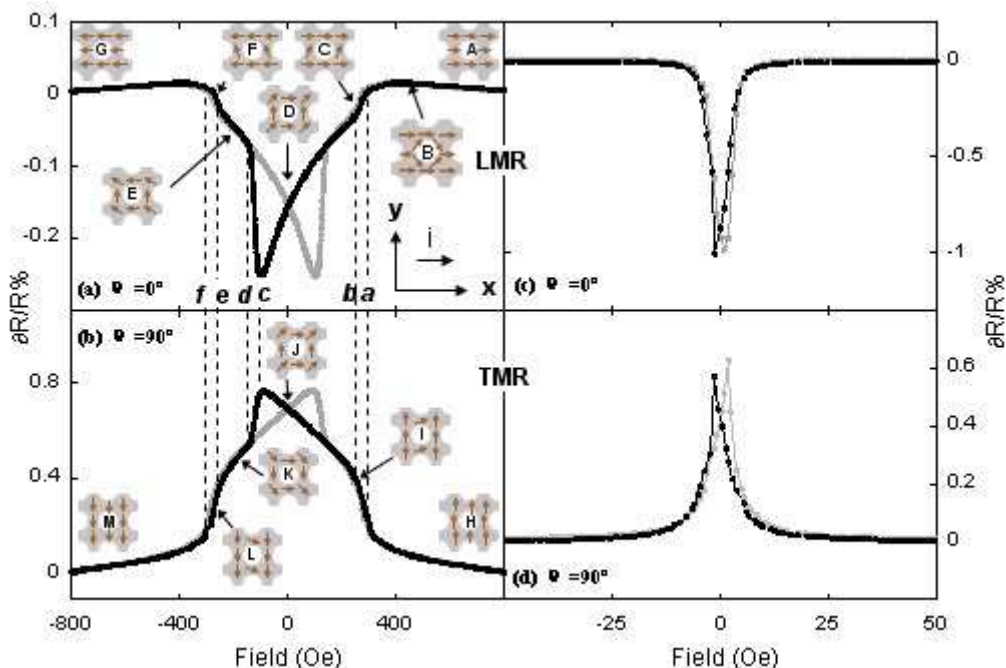 0.1
0
-0.1
-0.2
∂R/R%
G
F
C
A
D
B
E
y
i
x
(a) Ψ =0°
f e d c b a
LMR
0
-0.5
-1
∂R/R%
(c) Ψ =0°
(b) Ψ =90°
0.8
0.4
0
J
I
K
M
L
H
TMR
0.6
0.4
0.2
0
(d) Ψ =90°
-800 -400 0 400
Field (Oe)
-25 0 25 50
Field (Oe)